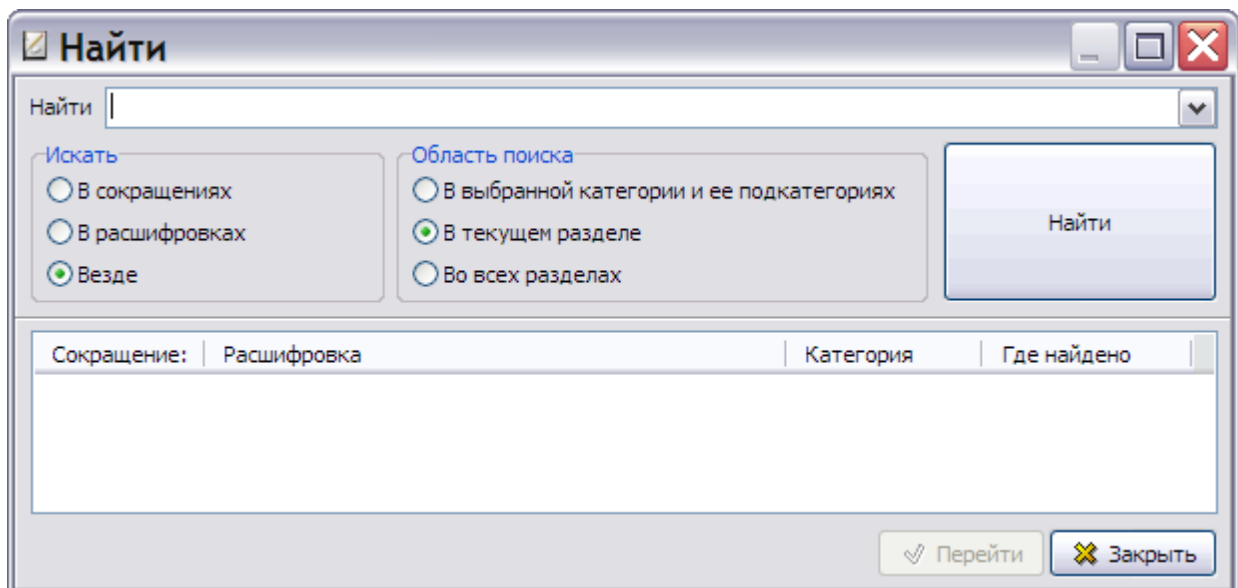 Найти
Найти
Искать
В сокращениях
В расшифровках
Везде
Область поиска
В выбранной категории и ее подкатегориях
В текущем разделе
Во всех разделах
Найти
Сокращение: Расшифровка Категория Где найдено
Перейти Закрыть